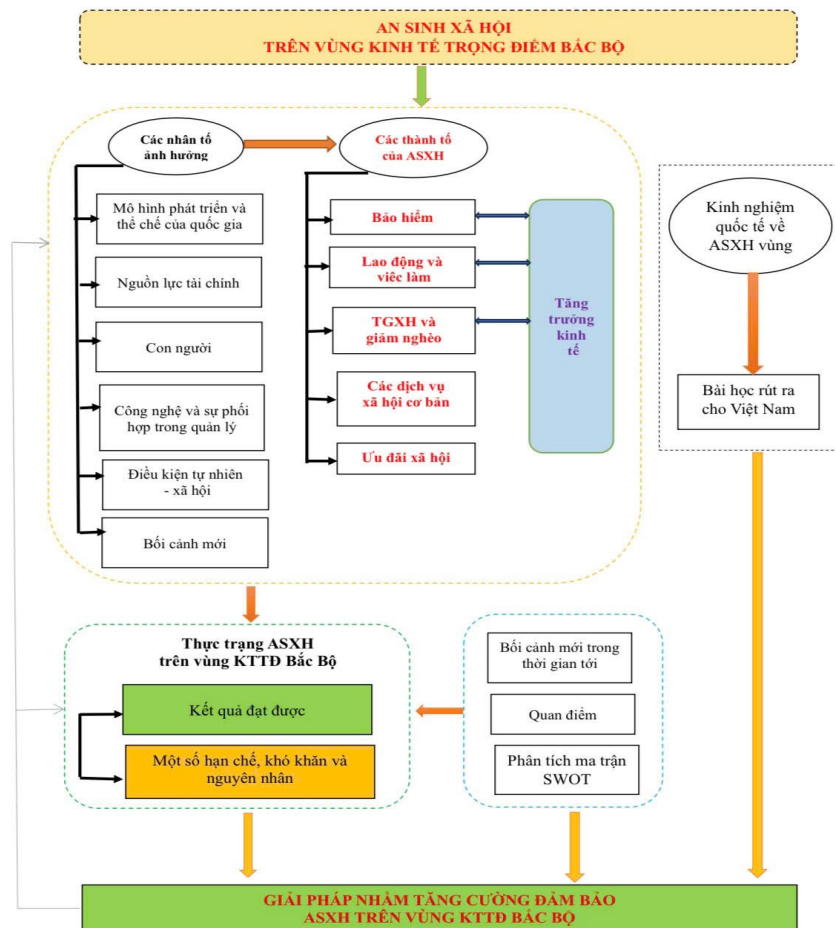 AN SINH XÃ HỘI
TRÊN VÙNG KINH TẾ TRỌNG ĐIỂM BẮC BỘ
Các nhân tố
ảnh hưởng
Các thành tố
của ASXH
Mô hình phát triển và
thể chế của quốc gia
Nguồn lực tài chính
Con người
Công nghệ và sự phối
hợp trong quản lý
Điều kiện tự nhiên
- xã hội
Bối cảnh mới
Bảo hiểm
Lao động và
viêc làm
TGXH và
giảm nghèo
Các dịch vụ
xã hội cơ bản
Ưu đãi xã hội
Tăng
trưởng
kinh
tế
Kinh nghiệm
quốc tế về
ASXH vùng
Bài học rút ra
cho Việt Nam
Thực trạng ASXH
trên vùng KTTĐ Bắc Bộ
Kết quả đạt được
Một số hạn chế, khó khăn và
nguyên nhân
Bối cảnh mới trong
thời gian tới
Quan điểm
Phân tích ma trận
SWOT
GIẢI PHÁP NHẰM TĂNG CƯỜNG ĐẢM BẢO
ASXH TRÊN VÙNG KTTĐ BẮC BỘ